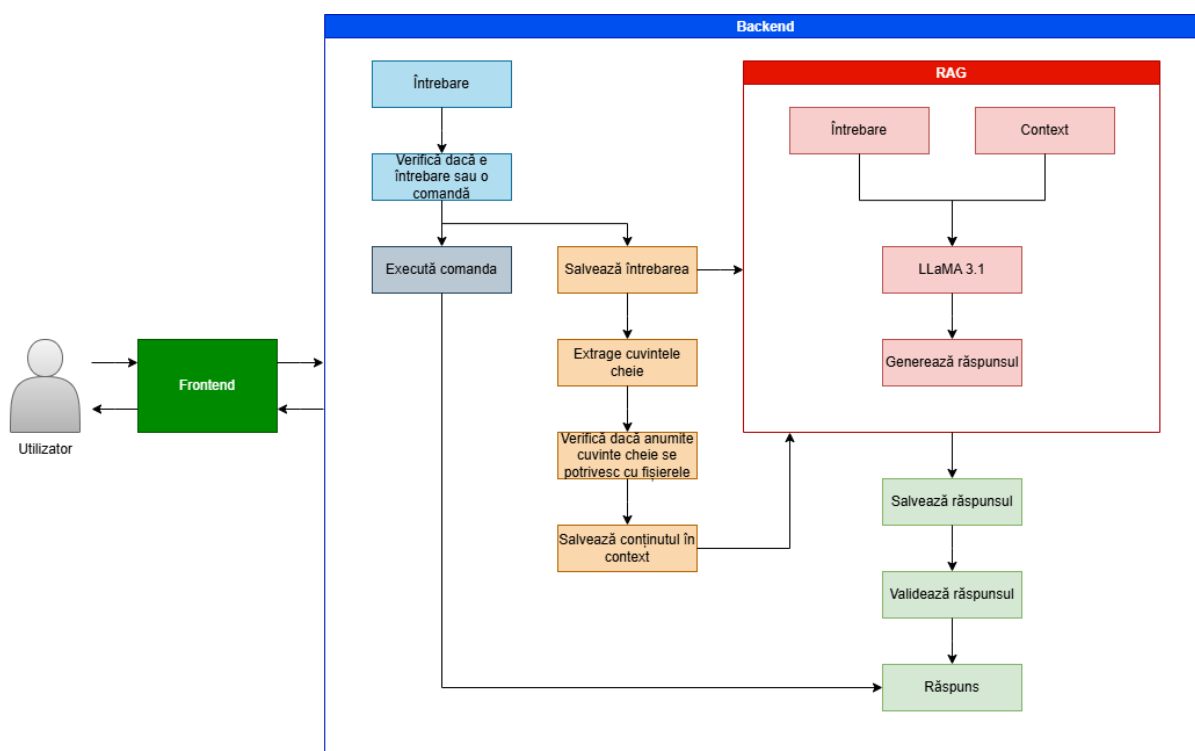 Backend
Întrebare
RAG
Întrebare
Context
Verifică dacă e
întrebare sau o
comandă
Execută comanda
Salvează întrebarea
LLaMA 3.1
Extrage cuvintele
cheie
Generează răspunsul
Frontend
Utilizator
Verifică dacă anumite
cuvinte cheie se
potrivesc cu fișierele
Salvează răspunsul
Salvează conținutul în
context
Validează răspunsul
Răspuns